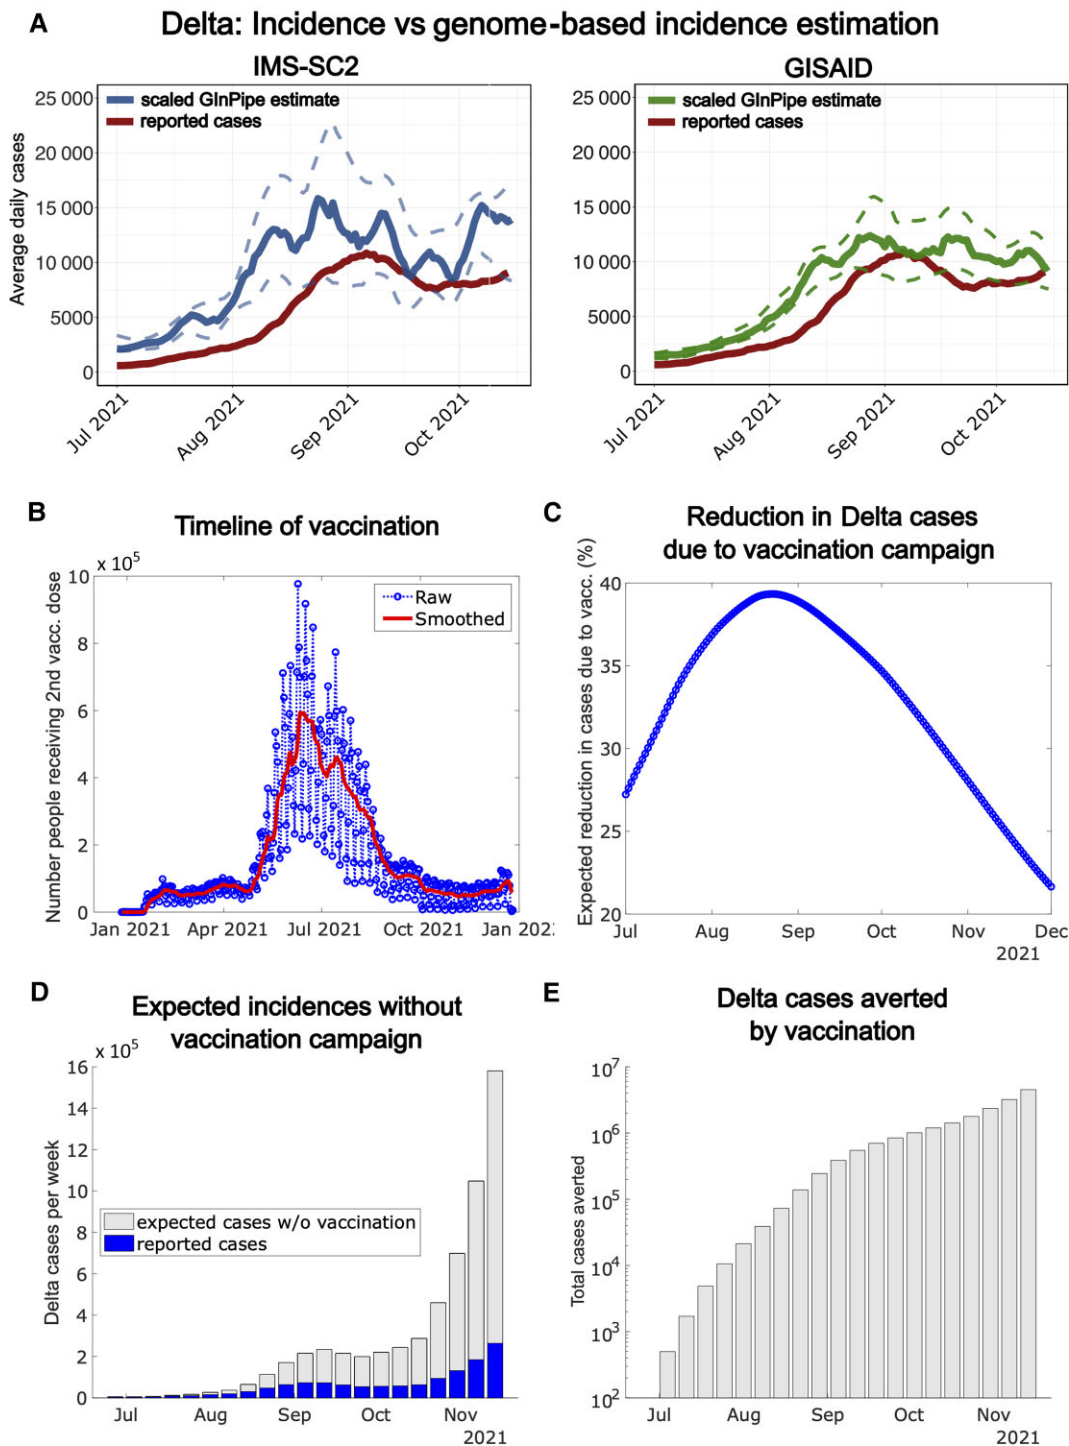 A
Delta: Incidence vs genome-based incidence estimation
IMS-SC2
GISAID
25 000
20 000
15 000
10 000
5000
0
Average daily cases
scaled GInPipe estimate
reported cases
Jul 2021
Aug 2021
Sep 2021
Oct 2021
25 000
20 000
15 000
10 000
5000
0
scaled GInPipe estimate
reported cases
Jul 2021
Aug 2021
Sep 2021
Oct 2021
B
Timeline of vaccination
x 10^5
10
8
6
4
2
0
Number people receiving 2nd vacc. dose
Raw
Smoothed
Jan 2021
Apr 2021
Jul 2021
Oct 2021
Jan 202
C
Reduction in Delta cases
due to vaccination campaign
Expected reduction in cases due to vacc. (%)
40
35
30
25
20
Jul
Aug
Sep
Oct
Nov
Dec
2021
D
Expected incidences without
vaccination campaign
x 10^5
16
14
12
10
8
6
4
2
0
Delta cases per week
expected cases w/o vaccination
reported cases
Jul
Aug
Sep
Oct
Nov
2021
E
Delta cases averted
by vaccination
10^7
10^6
10^5
10^4
10^3
10^2
Total cases averted
Jul
Aug
Sep
Oct
Nov
2021